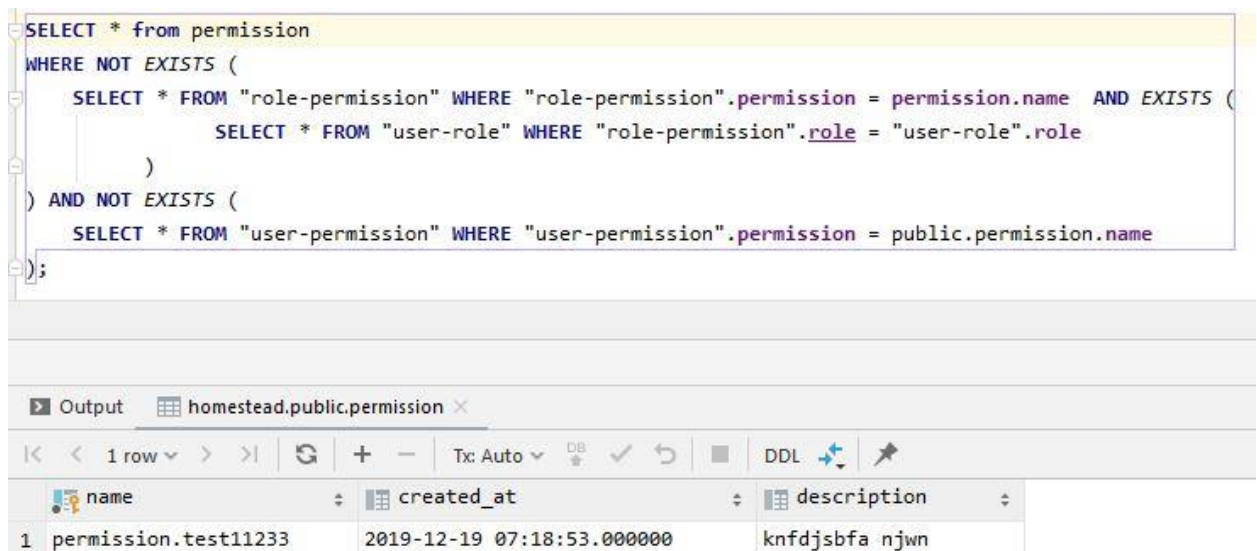 SELECT * from permission
WHERE NOT EXISTS (
SELECT * FROM "role-permission" WHERE "role-permission".permission = permission.name AND EXISTS (
SELECT * FROM "user-role" WHERE "role-permission".role = "user-role".role
)
) AND NOT EXISTS (
SELECT * FROM "user-permission" WHERE "user-permission".permission = public.permission.name
);
Output homestead.public.permission
1 row Tx: Auto DB DDL
name created_at description
1 permission.test11233 2019-12-19 07:18:53.000000 knfdjsbfa njwn